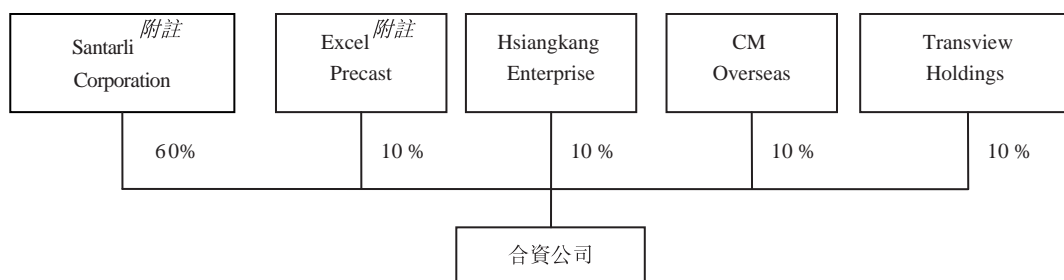 Santarli 附註
Corporation
Excel 附註
Precast
Hsiangkang
Enterprise
CM
Overseas
Transview
Holdings
60%
10 %
10 %
10 %
10 %
合資公司